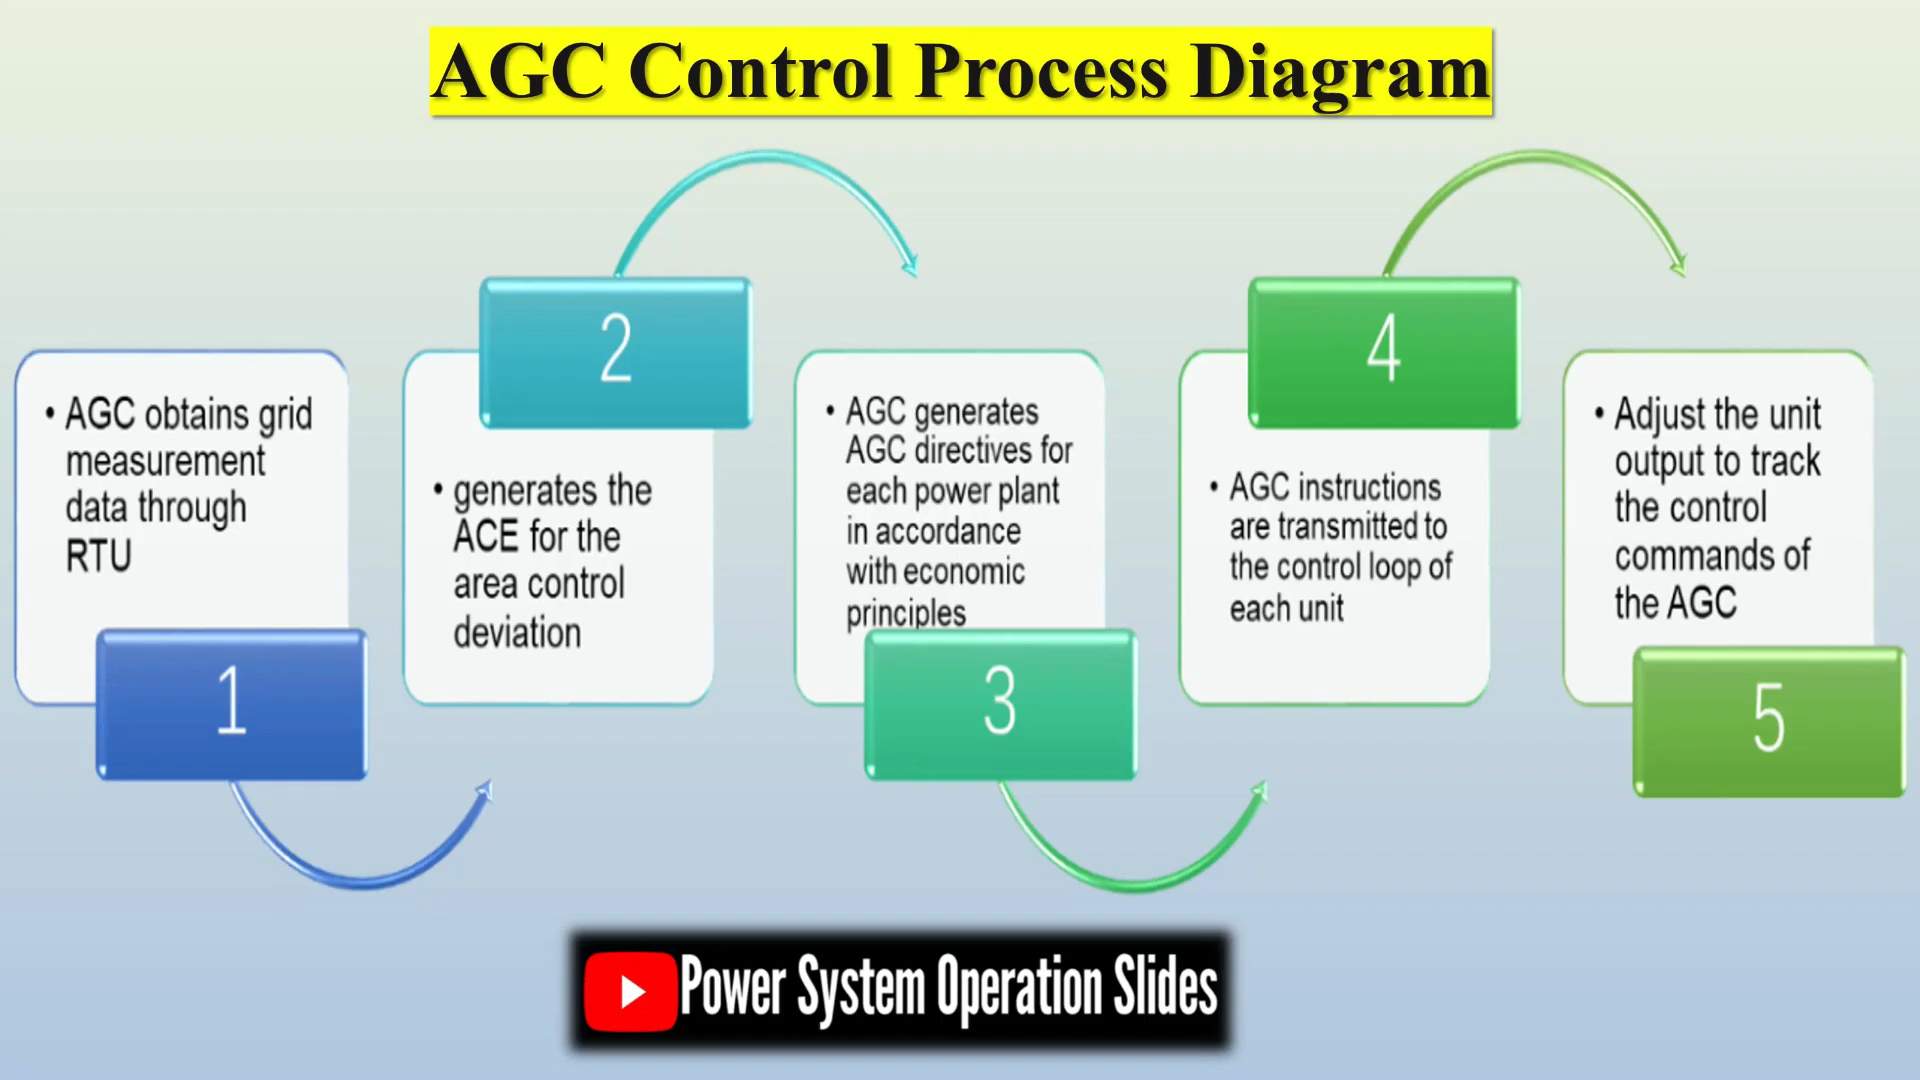 AGC Control Process Diagram
• AGC obtains grid
measurement
data through
RTU
1
2
• generates the
ACE for the
area control
deviation
• AGC generates
AGC directives for
each power plant
in accordance
with economic
principles
3
4
• AGC instructions
are transmitted to
the control loop of
each unit
• Adjust the unit
output to track
the control
commands of
the AGC
5
Power System Operation Slides